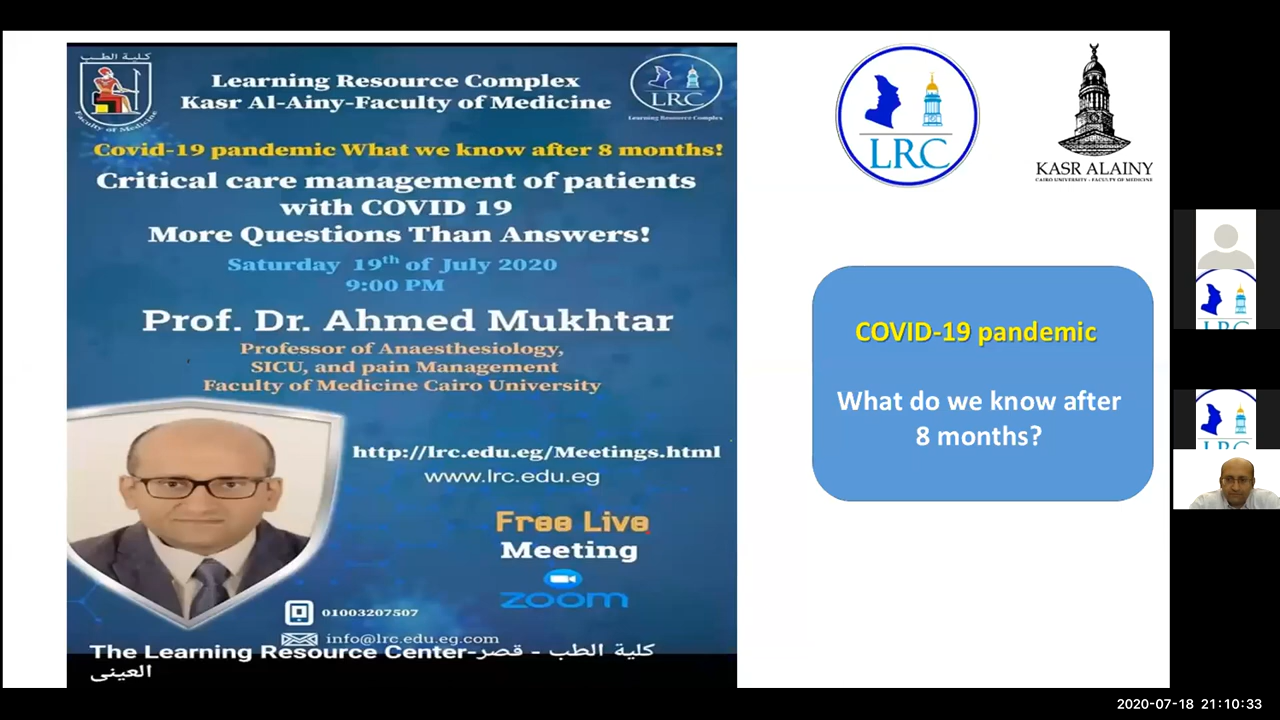 كلية الطب
Faculty of Medicine
Learning Resource Complex
Kasr Al-Ainy-Faculty of Medicine
LRC
Learning Resource Complex
Covid-19 pandemic What we know after 8 months!
Critical care management of patients
with COVID 19
More Questions Than Answers!
Saturday 19th of July 2020
9:00 PM
Prof. Dr. Ahmed Mukhtar
Professor of Anaesthesiology,
SICU, and pain Management
Faculty of Medicine Cairo University
http://lrc.edu.eg/Meetings.html
www.lrc.edu.eg
Free Live
Meeting
zoom
01003207507
info@lrc.edu.eg.com
The Learning Resource Center-كلية الطب - قصر
العينى
LRC
KASR ALAINY
CAIRO UNIVERSITY - FACULTY OF MEDICINE
COVID-19 pandemic
What do we know after
8 months?
LRC
LRC
2020-07-18 21:10:33